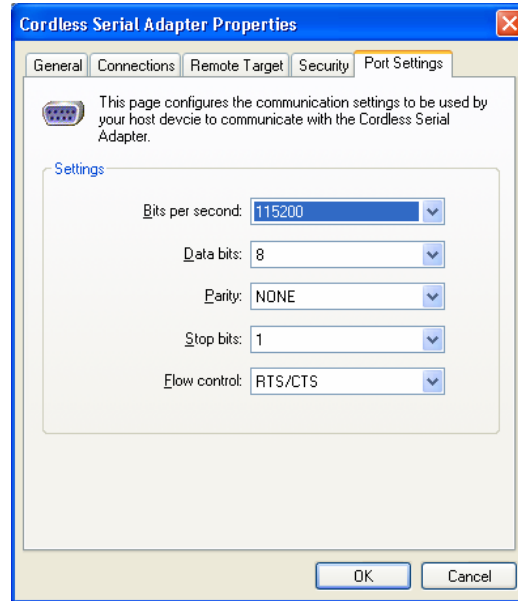 Cordless Serial Adapter Properties
General Connections Remote Target Security Port Settings
This page configures the communication settings to be used by
your host devcie to communicate with the Cordless Serial
Adapter.
Settings
Bits per second: 115200
Data bits: 8
Parity: NONE
Stop bits: 1
Flow control: RTS/CTS
OK Cancel